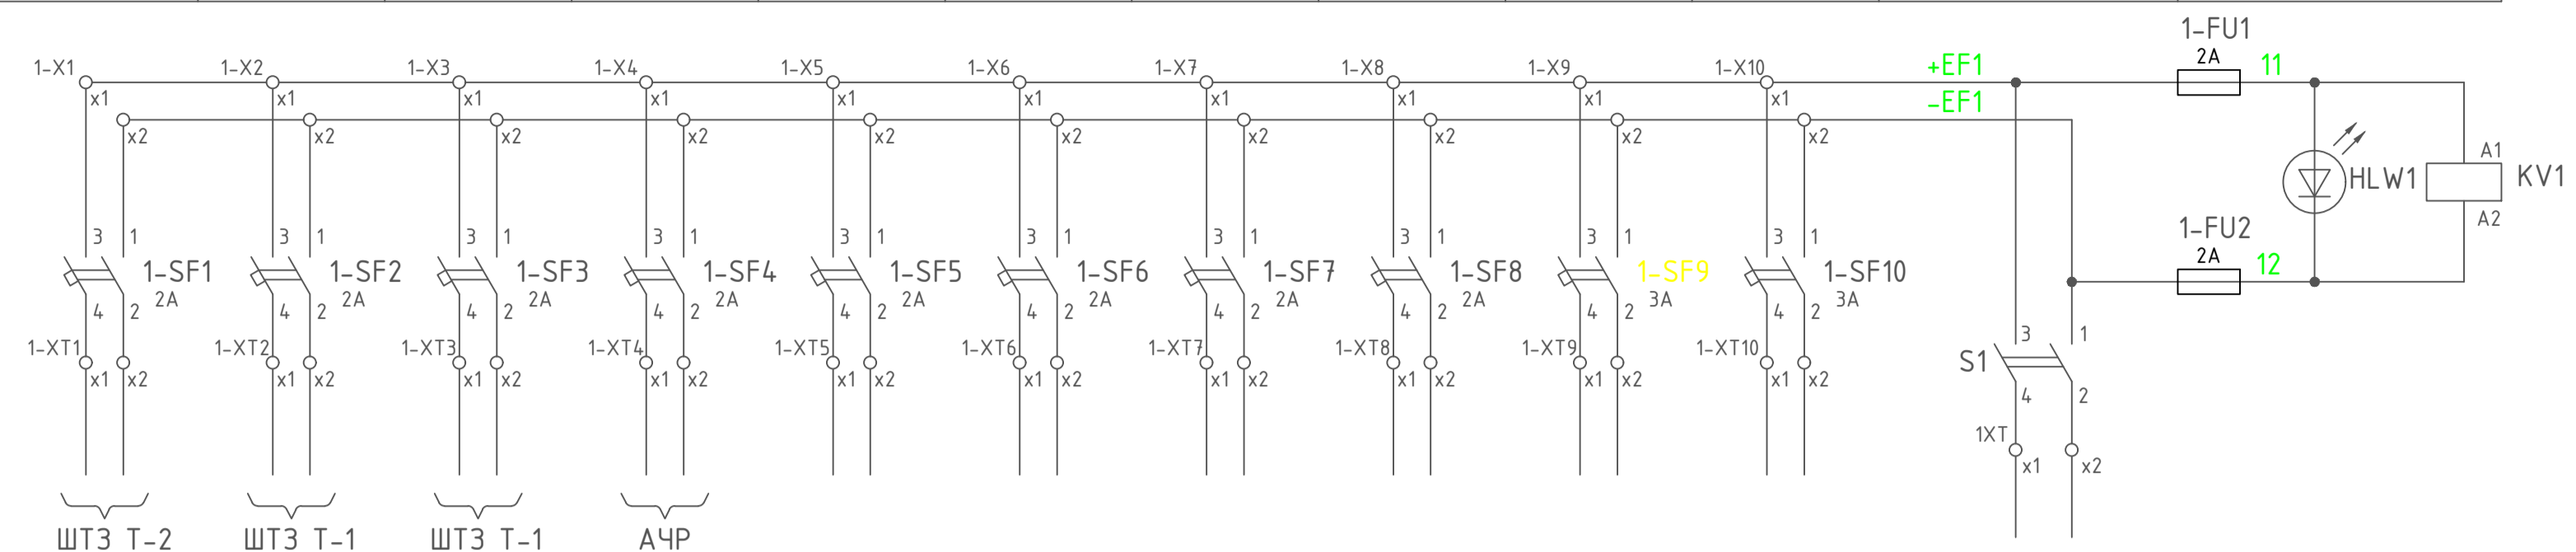 1-FU1
2A
1-X1 1-X2 1-X3 1-X4 1-X5 1-X6 1-X7 1-X8 1-X9 1-X10 +EF1 11
x1 x1 x1 x1 x1 x1 x1 x1 x1 x1 -EF1
x2 x2 x2 x2 x2 x2 x2 x2 x2 x2
A1
HLW1 KV1
A2
1-FU2
3 1 3 1 3 1 3 1 3 1 3 1 3 1 3 1 3 1 3 1
2A 12
1-SF1 1-SF2 1-SF3 1-SF4 1-SF5 1-SF6 1-SF7 1-SF8 1-SF9 1-SF10
2A 2A 2A 2A 2A 2A 2A 2A 3A 3A
4 2 4 2 4 2 4 2 4 2 4 2 4 2 4 2 4 2 4 2
3 1
1-XT1 1-XT2 1-XT3 1-XT4 1-XT5 1-XT6 1-XT7 1-XT8 1-XT9 1-XT10 S1
x1 x2 x1 x2 x1 x2 x1 x2 x1 x2 x1 x2 x1 x2 x1 x2 x1 x2 x1 x2
4 2
1XT
x1 x2
ШТЗ Т-2 ШТЗ Т-1 ШТЗ Т-1 АЧР